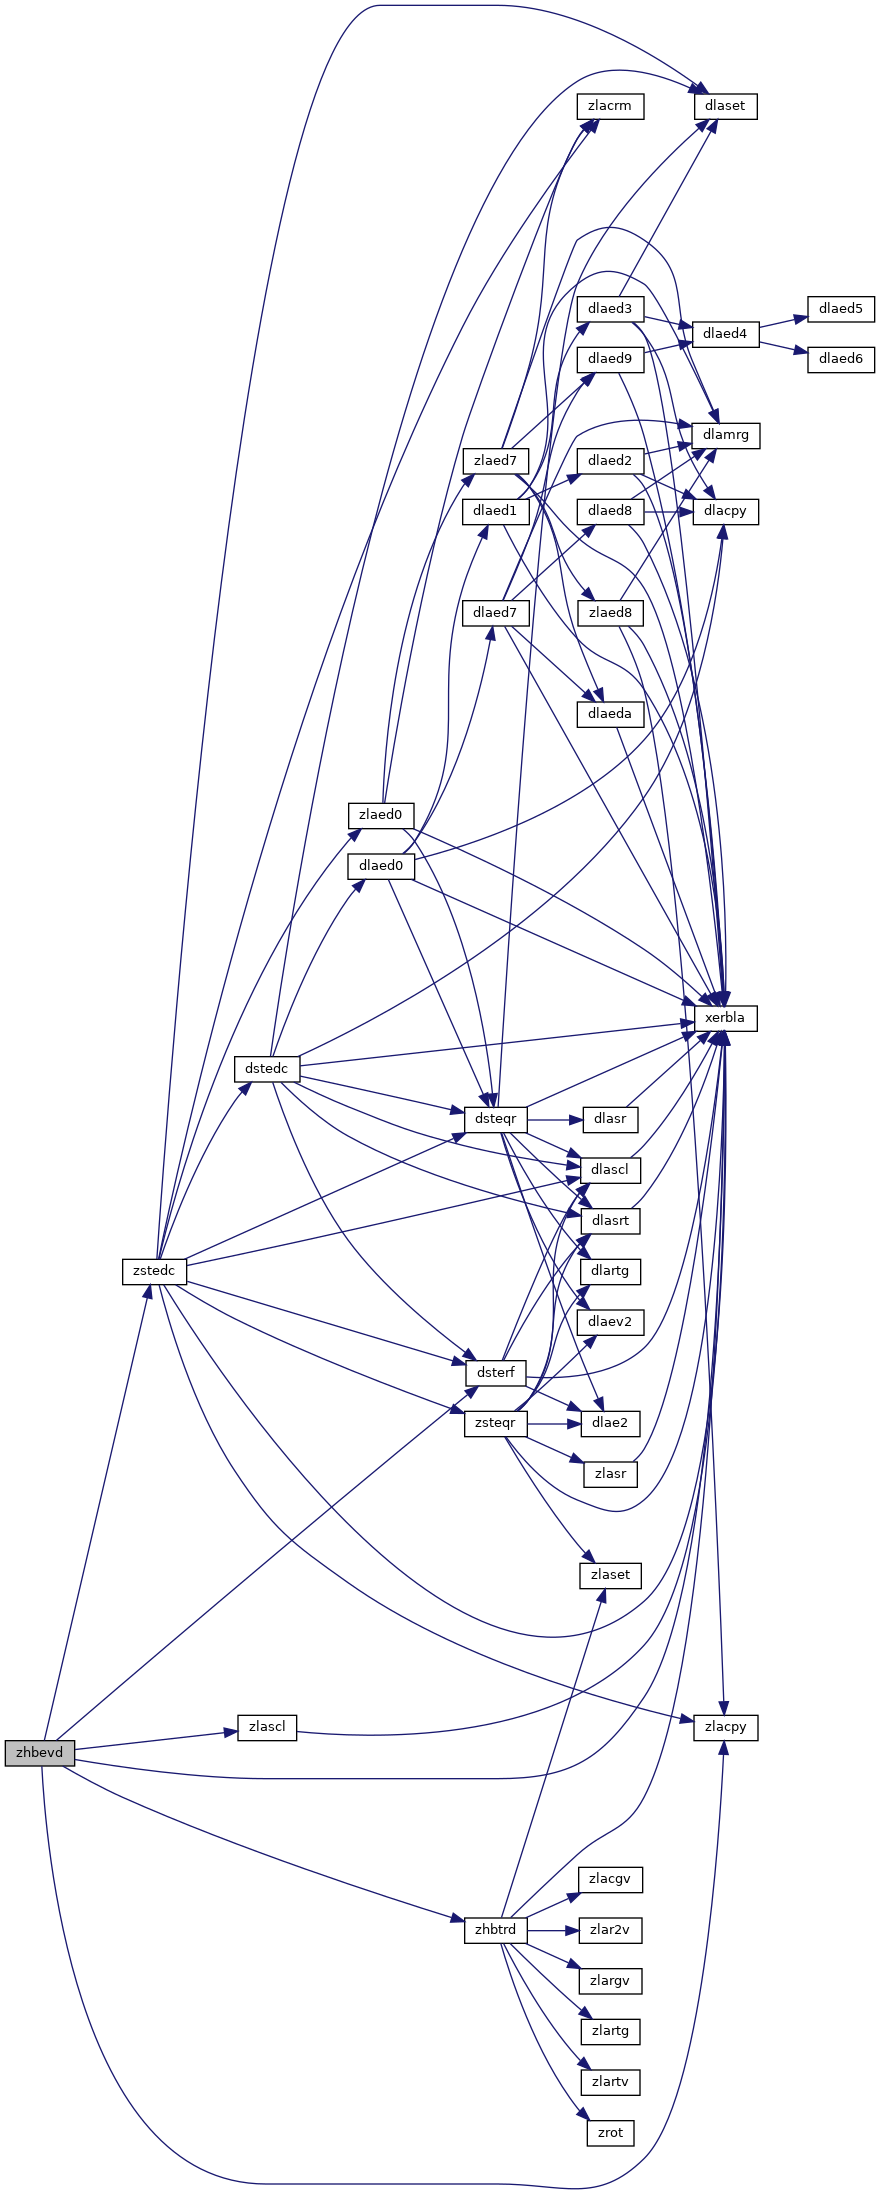 dlaset
zlacrm
dlaed3
dlaed5
dlaed4
dlaed9
dlaed6
dlamrg
zlaed7
dlaed2
dlaed1
dlaed8
dlacpy
dlaed7
zlaed8
dlaeda
zlaed0
dlaed0
xerbla
dstedc
dsteqr
dlasr
dlascl
dlasrt
zstedc
dlartg
dlaev2
dsterf
zsteqr
dlae2
zlasr
zlaset
zlascl
zlacpy
zhbevd
zlacgv
zhbtrd
zlar2v
zlargv
zlartg
zlartv
zrot